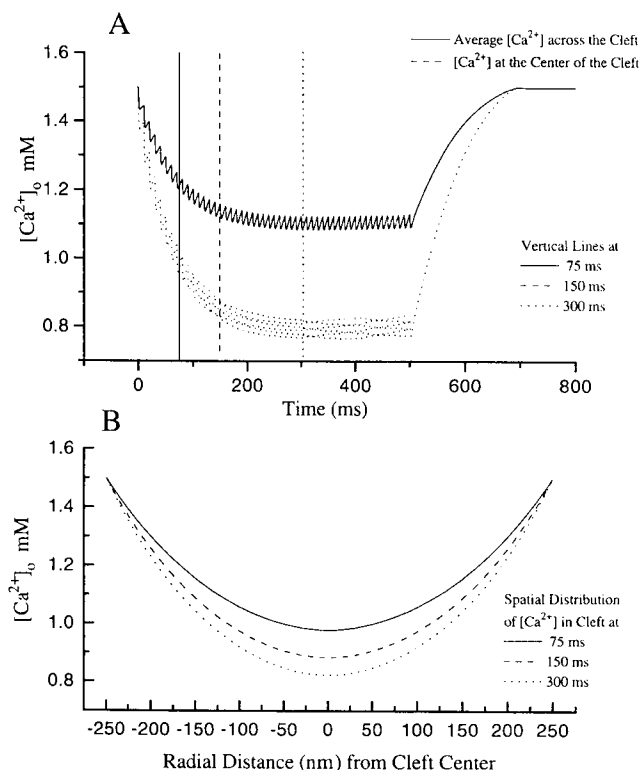 A
Average [Ca²⁺] across the Cleft
[Ca²⁺] at the Center of the Cleft
1.6
1.4
1.2
1.0
0.8
[Ca²⁺]ₒ mM
Vertical Lines at
75 ms
150 ms
300 ms
0 200 400 600 800
Time (ms)
B
1.6
1.4
1.2
1.0
0.8
[Ca²⁺]ₒ mM
Spatial Distribution
of [Ca²⁺] in Cleft at
75 ms
150 ms
300 ms
-250 -200 -150 -100 -50 0 50 100 150 200 250
Radial Distance (nm) from Cleft Center